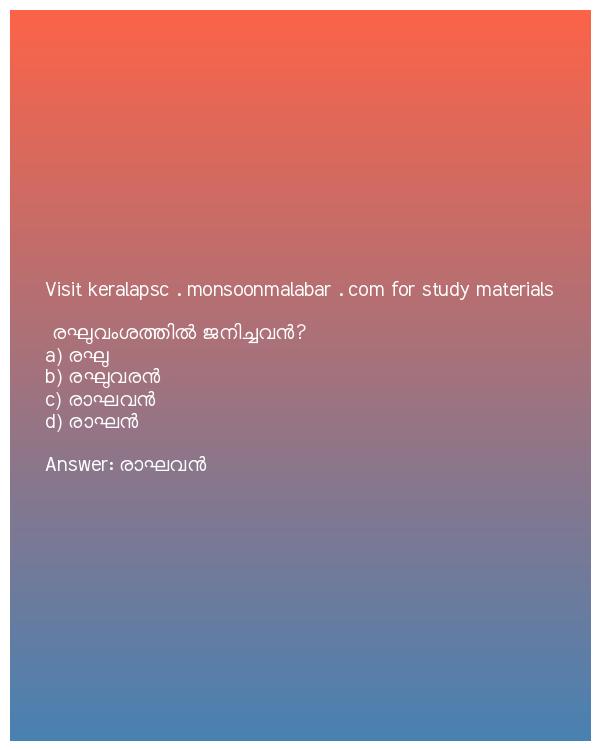 Visit keralapsc . monsoonmalabar . com for study materials
രഘുവംശത്തിൽ ജനിച്ചവൻ?
a) രഘു
b) രഘുവരൻ
c) രാഘവൻ
d) രാഘൻ
Answer: രാഘവൻ